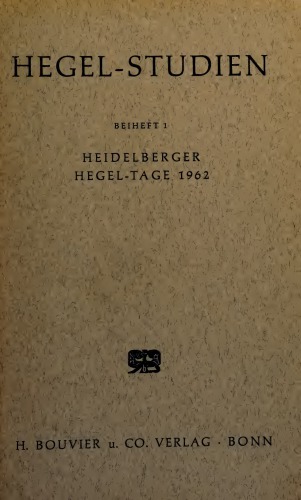 HEGEL-STUDIEN
BEIHEFT 1
HEIDELBERGER
HEGEL-TAGE 1962
H. BOUVIER u. CO. VERLAG · BONN